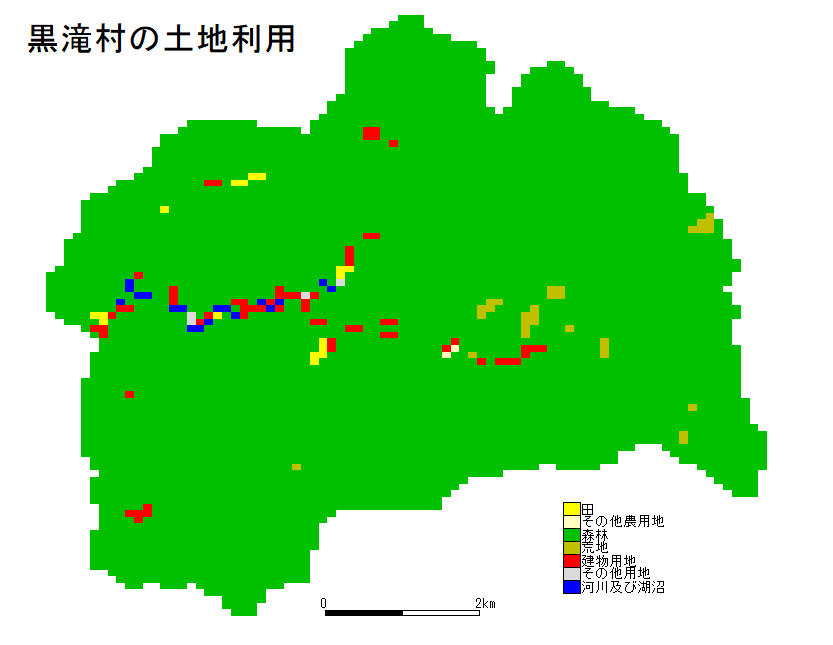 黒滝村の土地利用
田
その他農用地
森林
荒地
建物用地
その他用地
河川及び湖沼
0 2km